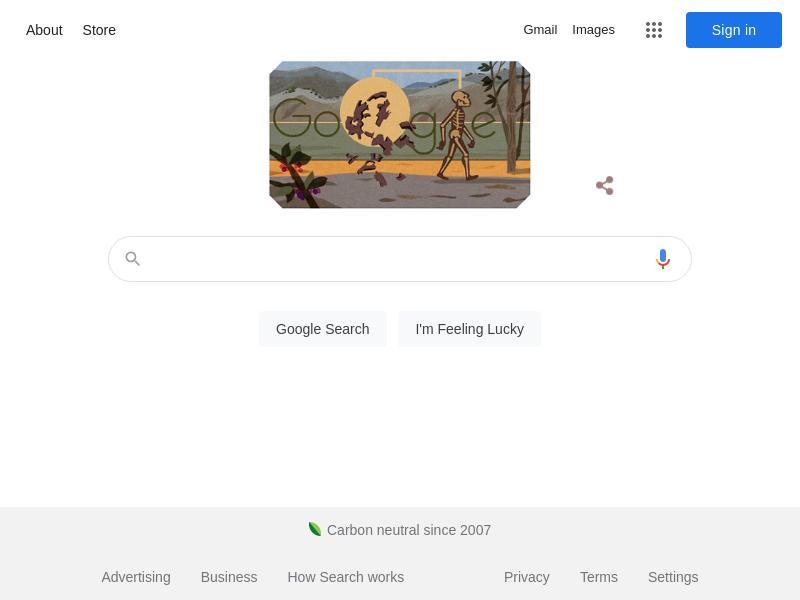 About Store Gmail Images Sign in
Google
Google Search I'm Feeling Lucky
Carbon neutral since 2007
Advertising Business How Search works Privacy Terms Settings